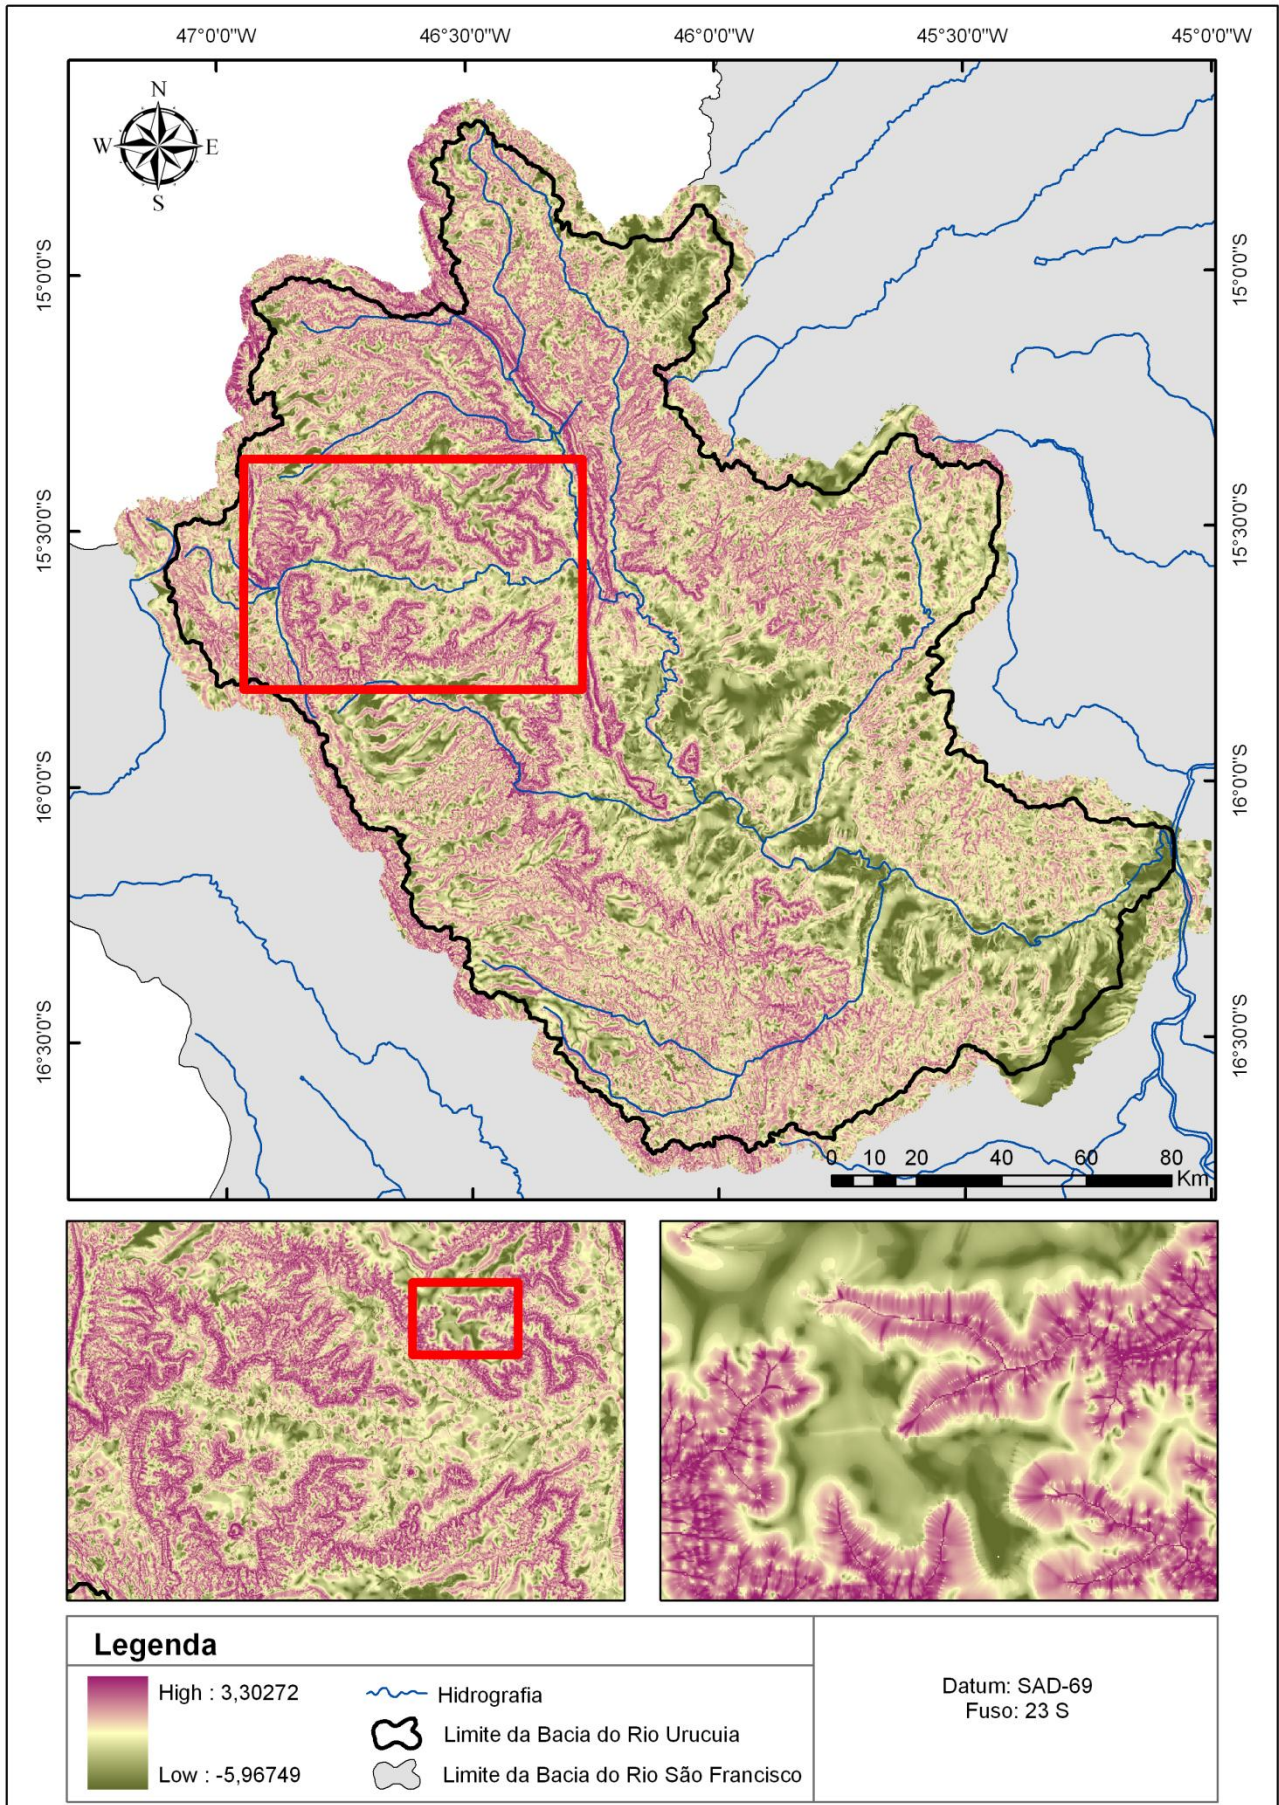 47°0'0"W 46°30'0"W 46°0'0"W 45°30'0"W 45°0'0"W
N
W E
S
15°0'0"S 15°0'0"S
15°30'0"S 15°30'0"S
16°0'0"S 16°0'0"S
16°30'0"S 16°30'0"S
0 10 20 40 60 80
Km
Legenda
High : 3,30272
Low : -5,96749
Hidrografia
Limite da Bacia do Rio Urucuia
Limite da Bacia do Rio São Francisco
Datum: SAD-69
Fuso: 23 S